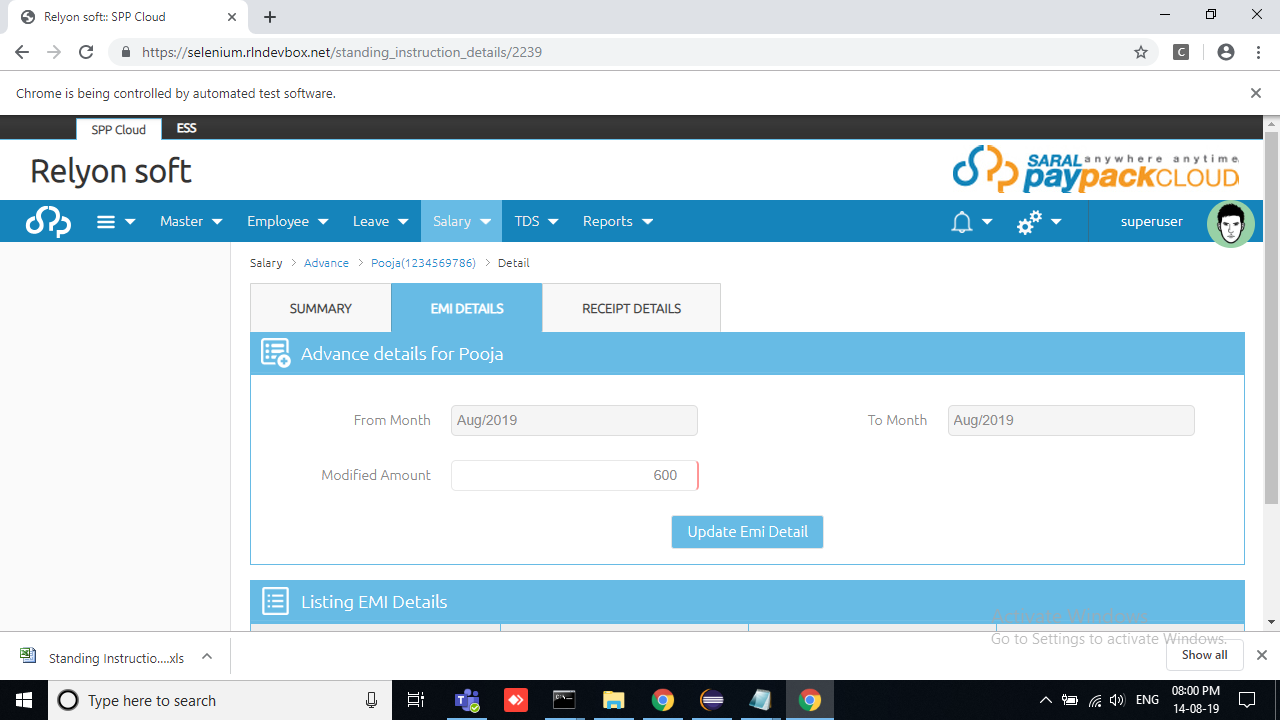 Relyon soft:: SPP Cloud
https://selenium.rlndevbox.net/standing_instruction_details/2239
C
Chrome is being controlled by automated test software.
SPP Cloud ESS
Relyon soft
SARAL anywhere anytime
paypackCLOUD
Master Employee Leave Salary TDS Reports superuser
Salary > Advance > Pooja(1234569786) > Detail
SUMMARY EMI DETAILS RECEIPT DETAILS
Advance details for Pooja
From Month Aug/2019 To Month Aug/2019
Modified Amount 600
Update Emi Detail
Listing EMI Details
Activate Windows
Go to Settings to activate Windows.
Standing Instructio....xls
Show all
Type here to search
ENG
08:00 PM
14-08-19